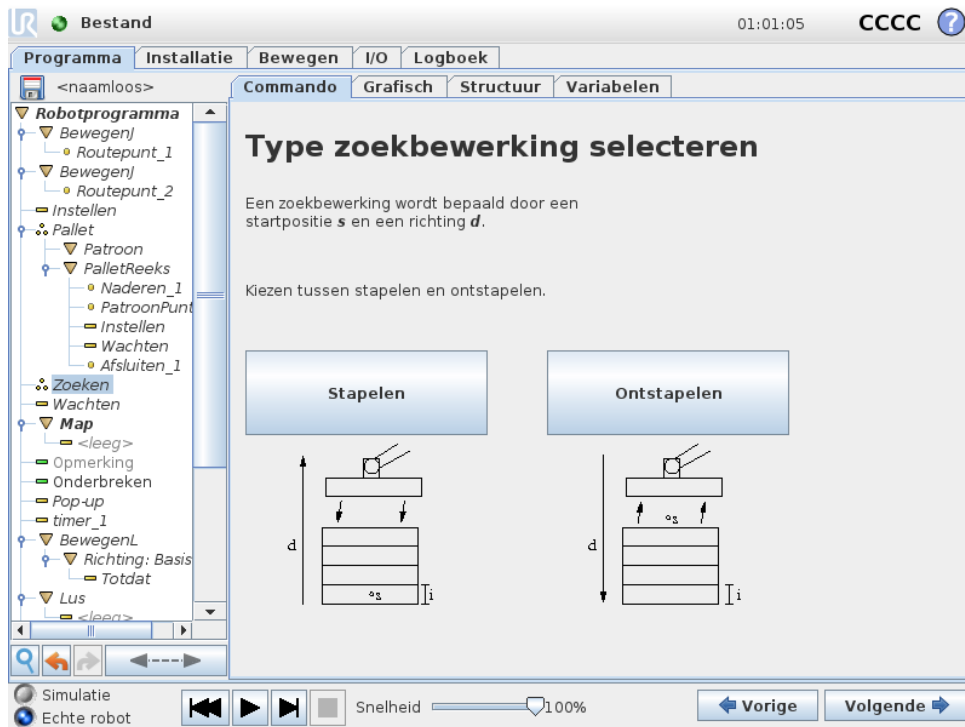 UR Bestand 01:01:05 CCCC ?
Programma Installatie Bewegen I/O Logboek
<naamloos>
Commando Grafisch Structuur Variabelen
Robotprogramma
BewegenJ
Routepunt_1
BewegenJ
Routepunt_2
Instellen
Pallet
Patroon
PalletReeks
Naderen_1
PatroonPunt
Instellen
Wachten
Afsluiten_1
Zoeken
Wachten
Map
<leeg>
Opmerking
Onderbreken
Pop-up
timer_1
BewegenL
Richting: Basis
Totdat
Lus
<leeg>
Type zoekbewerking selecteren
Een zoekbewerking wordt bepaald door een
startpositie s en een richting d.
Kiezen tussen stapelen en ontstapelen.
Stapelen
Ontstapelen
d
s
i
d
s
i
Simulatie
Echte robot
Snelheid 100%
Vorige
Volgende